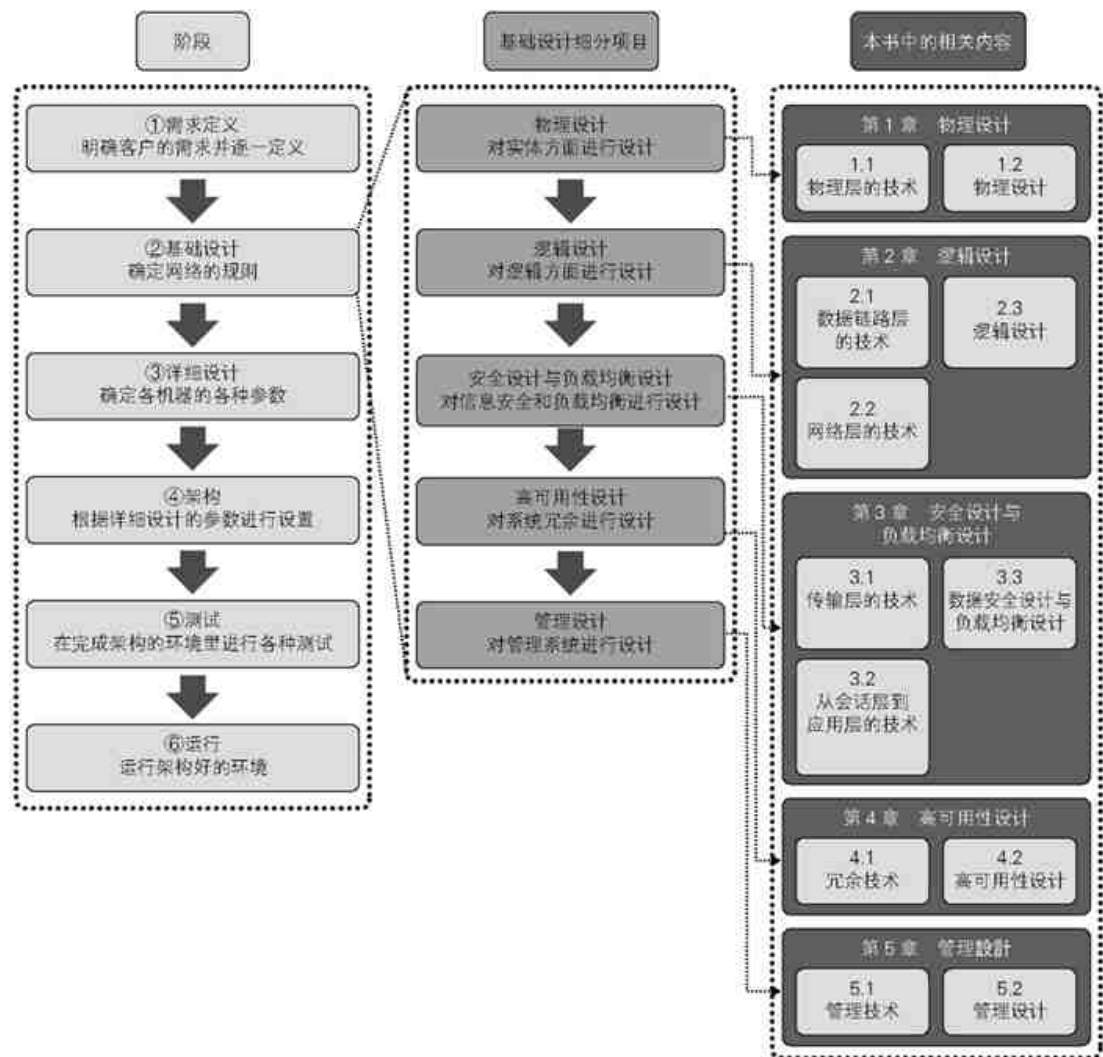 阶段
①需求定义
明确客户的需求并逐一定义
②基础设计
确定网络的规则
③详细设计
确定各机器的各种参数
④架构
根据详细设计的参数进行设置
⑤测试
在完成架构的环境里进行各种测试
⑥运行
运行架构好的环境
基础设计细分项目
物理设计
对实体方面进行设计
逻辑设计
对逻辑方面进行设计
安全设计与负载均衡设计
对信息安全和负载均衡进行设计
高可用性设计
对系统冗余进行设计
管理设计
对管理系统进行设计
本书中的相关内容
第1章 物理设计
1.1
物理层的技术
1.2
物理设计
第2章 逻辑设计
2.1
数据链路层
的技术
2.3
逻辑设计
2.2
网络层的技术
第3章 安全设计与
负载均衡设计
3.1
传输层的技术
3.3
数据安全设计与
负载均衡设计
3.2
从会话层到
应用层的技术
第4章 高可用性设计
4.1
冗余技术
4.2
高可用性设计
第5章 管理設計
5.1
管理技术
5.2
管理设计